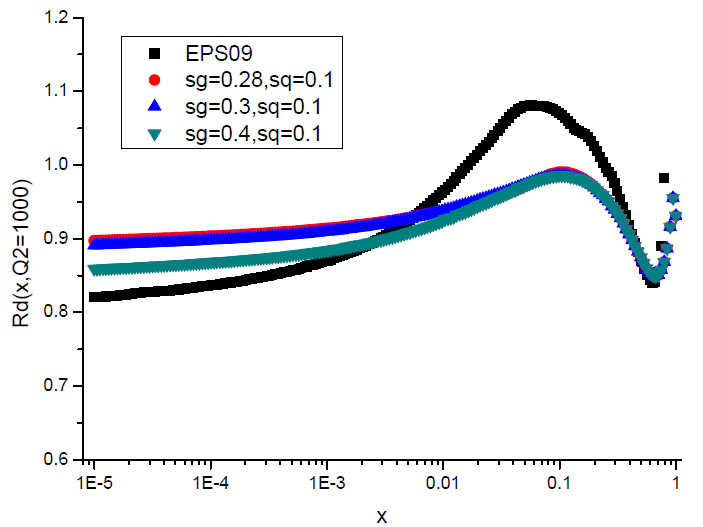 1.2
1.1
1.0
0.9
0.8
0.7
0.6
Rd(x,Q2=1000)
EPS09
sg=0.28,sq=0.1
sg=0.3,sq=0.1
sg=0.4,sq=0.1
1E-5 1E-4 1E-3 0.01 0.1 1
x